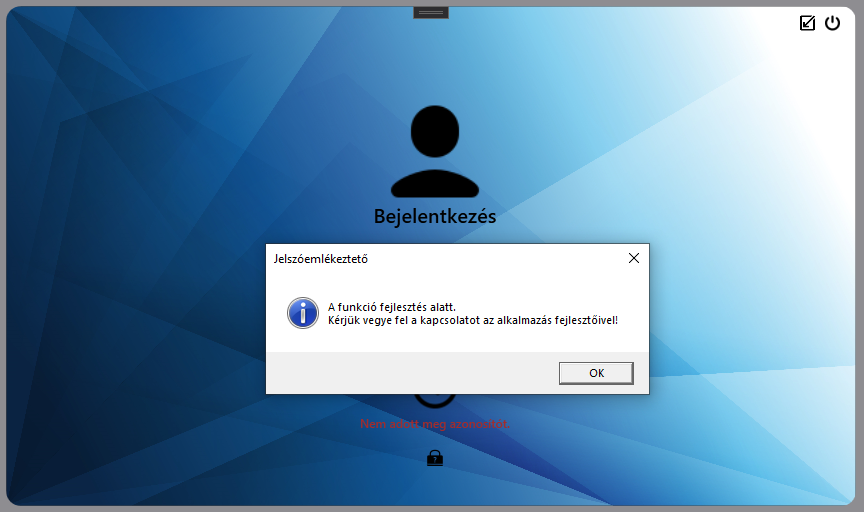 Bejelentkezés
Jelszóemlékeztető
A funkció fejlesztés alatt.
Kérjük vegye fel a kapcsolatot az alkalmazás fejlesztőivel!
OK
Nem adott meg azonosítót.
?